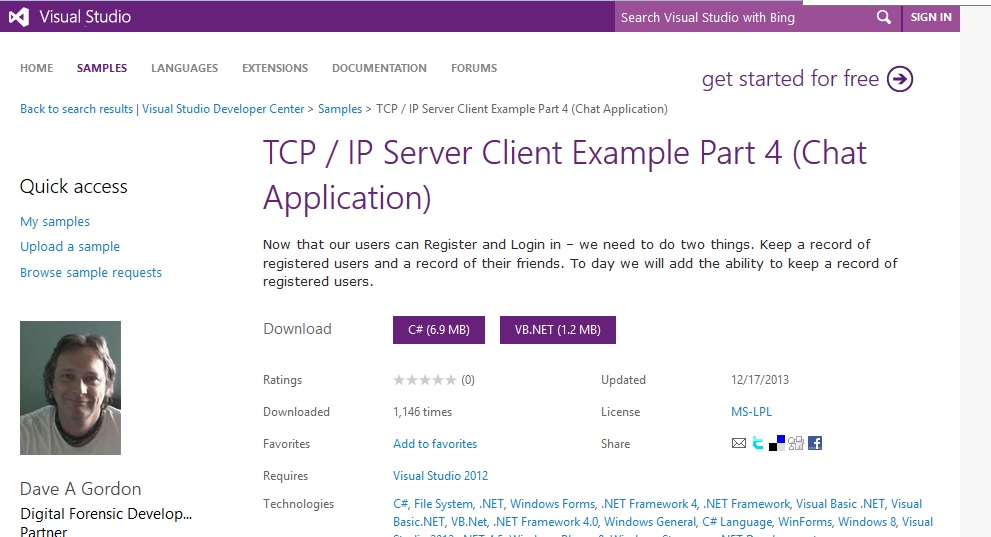 Visual Studio
Search Visual Studio with Bing
SIGN IN
HOME SAMPLES LANGUAGES EXTENSIONS DOCUMENTATION FORUMS
get started for free
Back to search results | Visual Studio Developer Center > Samples > TCP / IP Server Client Example Part 4 (Chat Application)
TCP / IP Server Client Example Part 4 (Chat
Application)
Quick access
My samples
Upload a sample
Browse sample requests
Now that our users can Register and Login in – we need to do two things. Keep a record of
registered users and a record of their friends. To day we will add the ability to keep a record of
registered users.
Download C# (6.9 MB) VB.NET (1.2 MB)
Ratings (0) Updated 12/17/2013
Downloaded 1,146 times License MS-LPL
Favorites Add to favorites Share
Requires Visual Studio 2012
Technologies C#, File System, .NET, Windows Forms, .NET Framework 4, .NET Framework, Visual Basic .NET, Visual
Basic.NET, VB.Net, .NET Framework 4.0, Windows General, C# Language, WinForms, Windows 8, Visual
Dave A Gordon
Digital Forensic Develop...
Partner